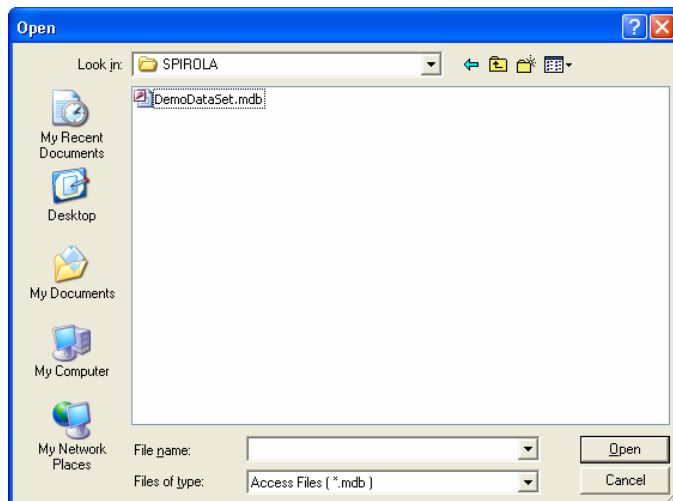 Open
Look in: SPIROLA
DemoDataSet.mdb
My Recent
Documents
Desktop
My Documents
My Computer
My Network
Places
File name:
Open
Files of type: Access Files ( *.mdb )
Cancel